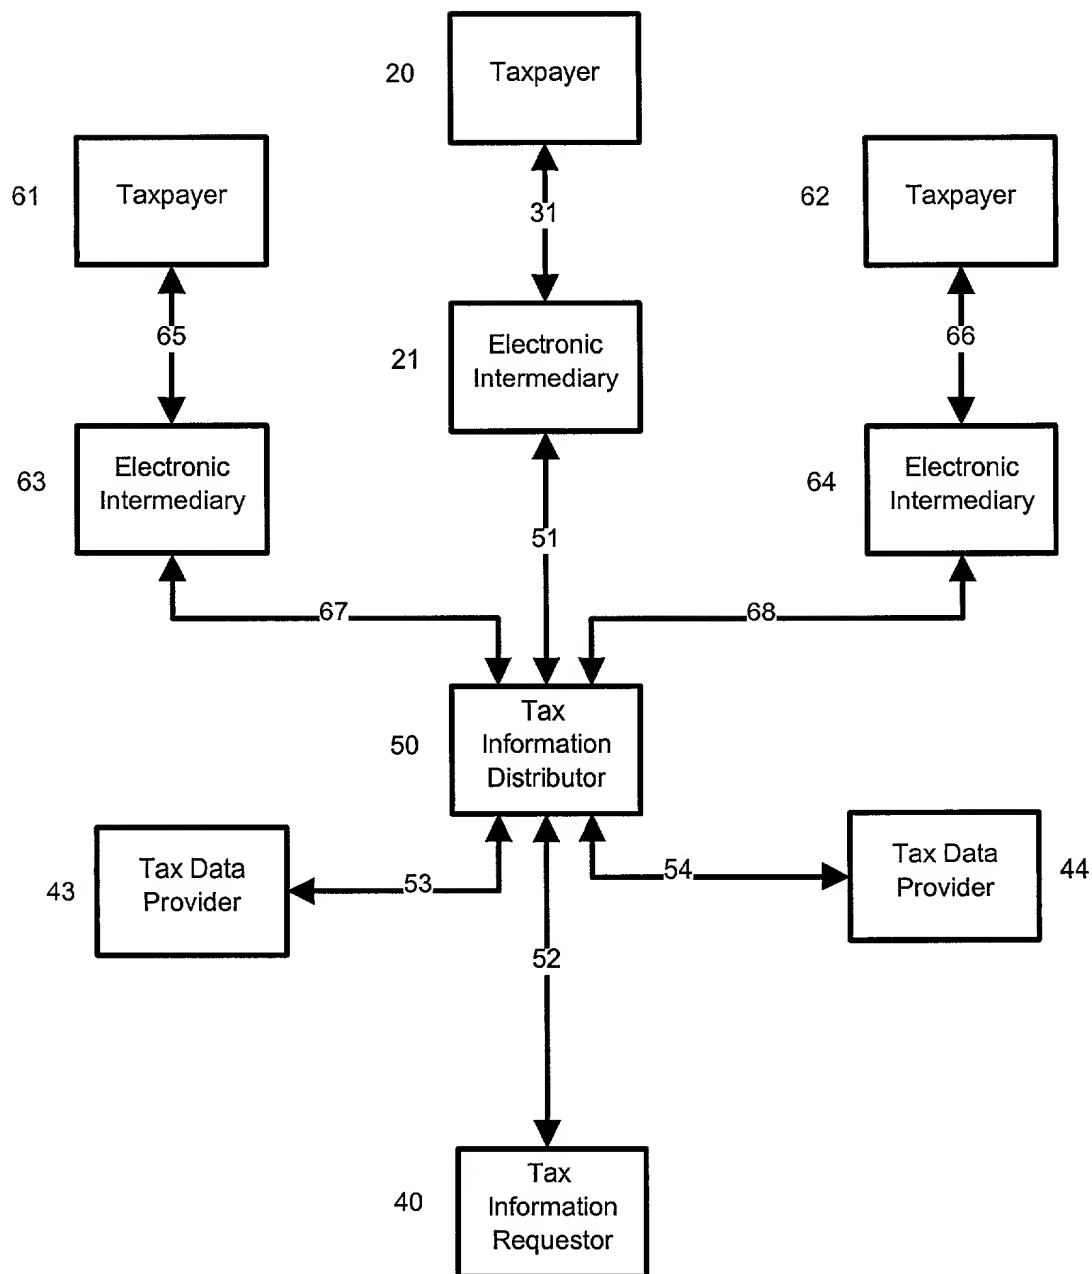 20
Taxpayer
61
Taxpayer
62
Taxpayer
31
65
66
21
Electronic
Intermediary
63
Electronic
Intermediary
64
Electronic
Intermediary
51
67
68
50
Tax
Information
Distributor
43
Tax Data
Provider
53
54
Tax Data
Provider
44
52
40
Tax
Information
Requestor